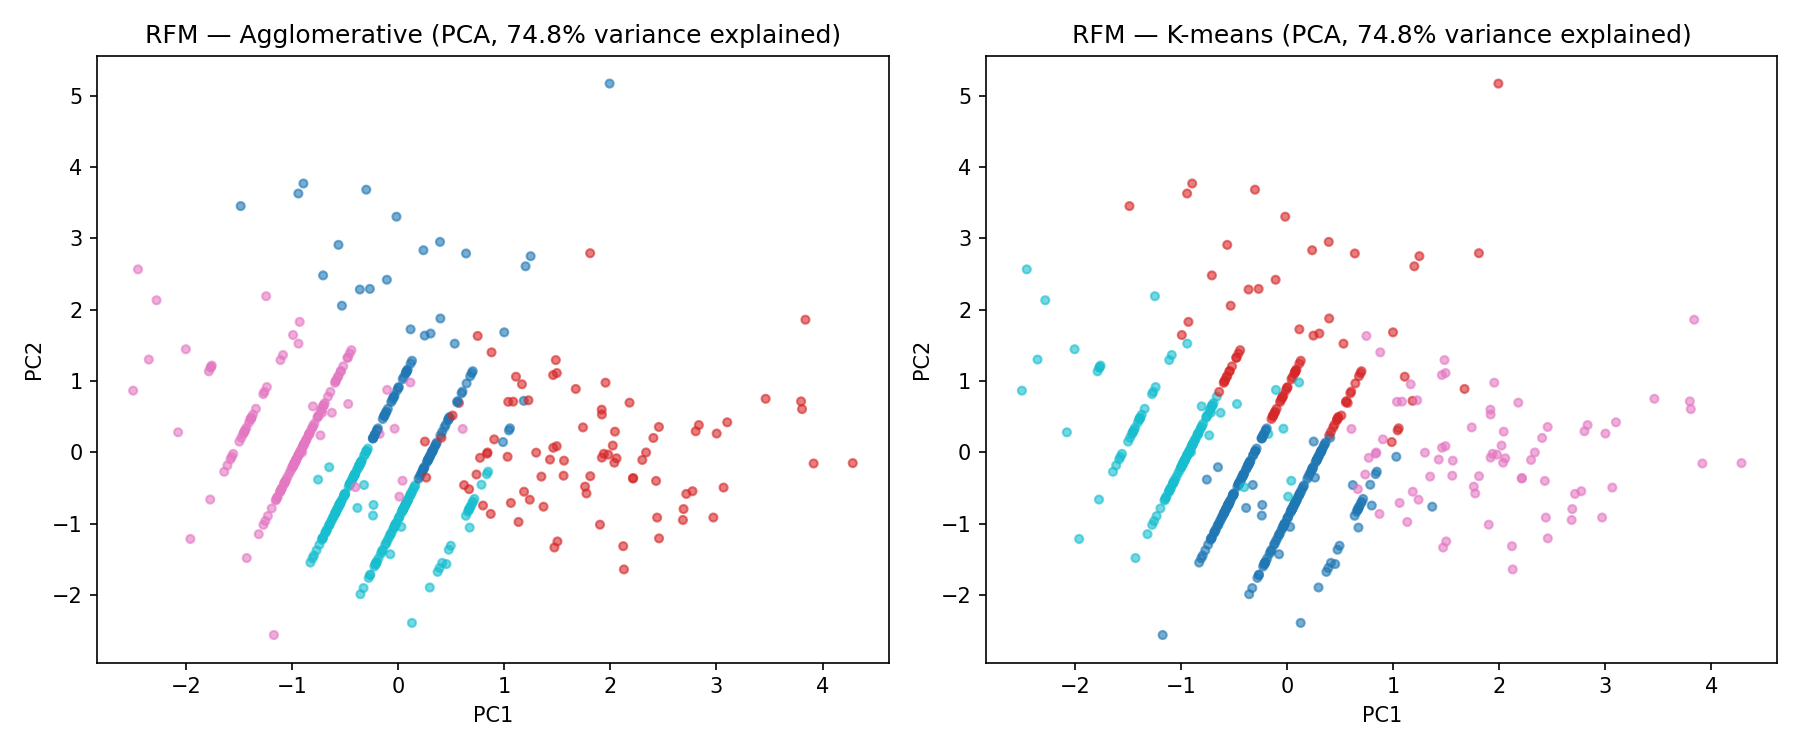 RFM — Agglomerative (PCA, 74.8% variance explained)
5
4
3
2
1
0
−1
−2
PC2
−2 −1 0 1 2 3 4
PC1
RFM — K-means (PCA, 74.8% variance explained)
5
4
3
2
1
0
−1
−2
PC2
−2 −1 0 1 2 3 4
PC1